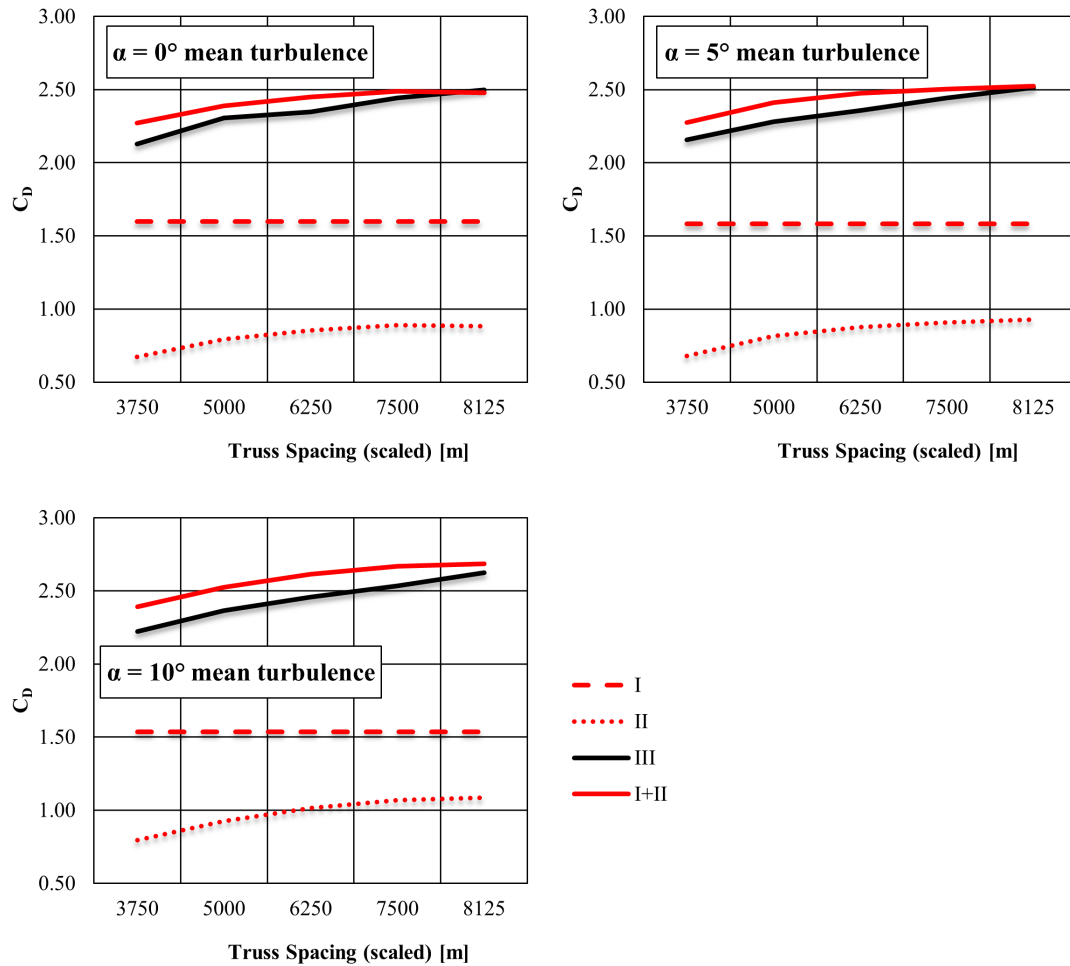 α = 0° mean turbulence
3.00
2.50
2.00
1.50
1.00
0.50
C_D
3750 5000 6250 7500 8125
Truss Spacing (scaled) [m]
α = 5° mean turbulence
3.00
2.50
2.00
1.50
1.00
0.50
C_D
3750 5000 6250 7500 8125
Truss Spacing (scaled) [m]
α = 10° mean turbulence
3.00
2.50
2.00
1.50
1.00
0.50
C_D
3750 5000 6250 7500 8125
Truss Spacing (scaled) [m]
I
II
III
I+II